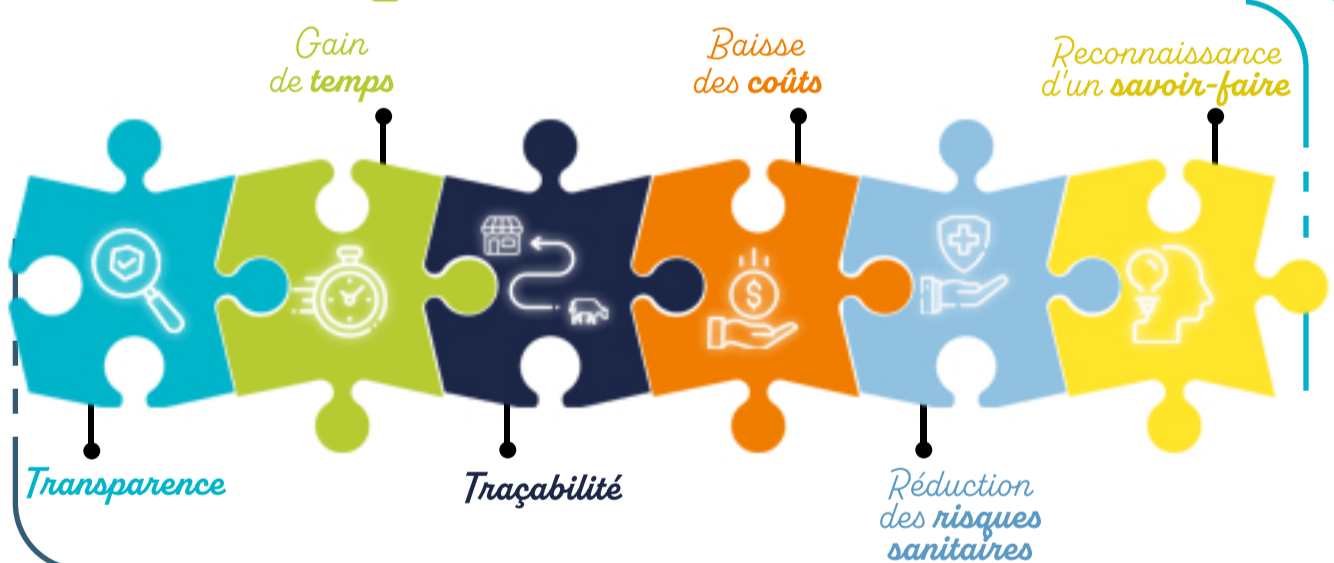 Gain
de temps
Baisse
des coûts
Reconnaissance
d'un savoir-faire
$
Transparence
Traçabilité
Réduction
des risques
sanitaires